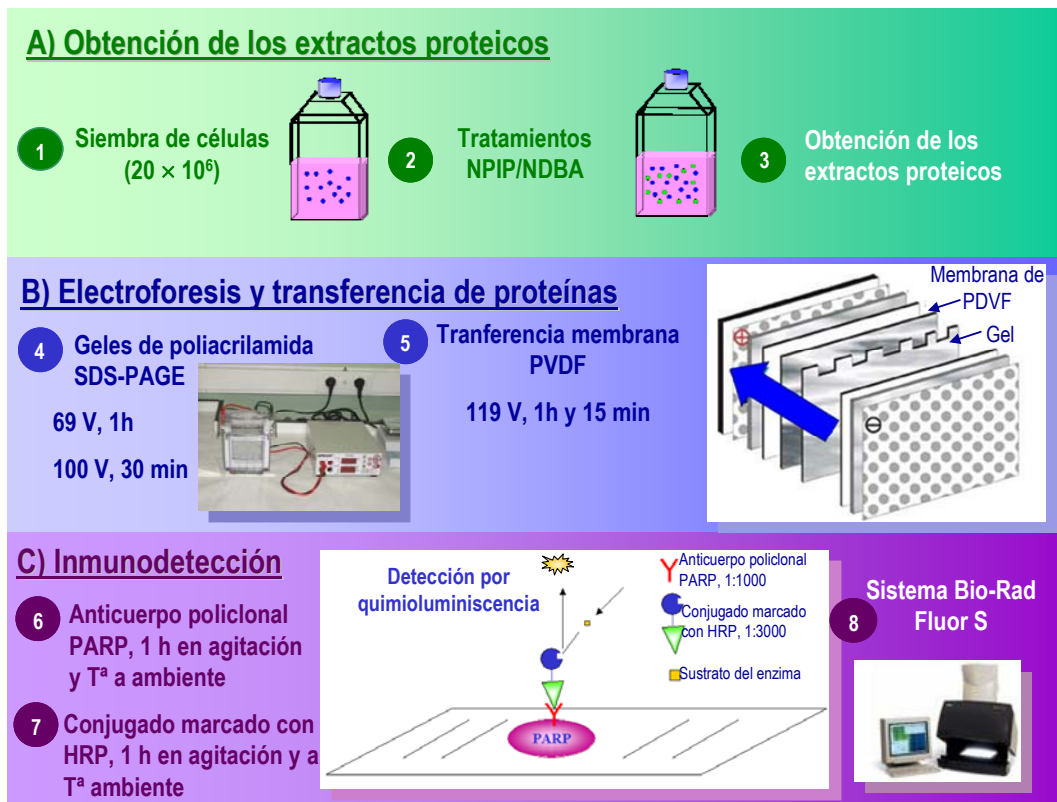 A) Obtención de los extractos proteicos
1
Siembra de células
(20 × 10⁶)
2
Tratamientos
NPIP/NDBA
3
Obtención de los
extractos proteicos
B) Electroforesis y transferencia de proteínas
4
Geles de poliacrilamida
SDS-PAGE
69 V, 1h
100 V, 30 min
5
Tranferencia membrana
PVDF
119 V, 1h y 15 min
Membrana de
PDVF
Gel
⊕
⊖
C) Inmunodetección
6
Anticuerpo policlonal
PARP, 1 h en agitación
y Tª a ambiente
7
Conjugado marcado con
HRP, 1 h en agitación y a
Tª ambiente
Detección por
quimioluminiscencia
Anticuerpo policlonal
PARP, 1:1000
Conjugado marcado
con HRP, 1:3000
Sustrato del enzima
PARP
8
Sistema Bio-Rad
Fluor S